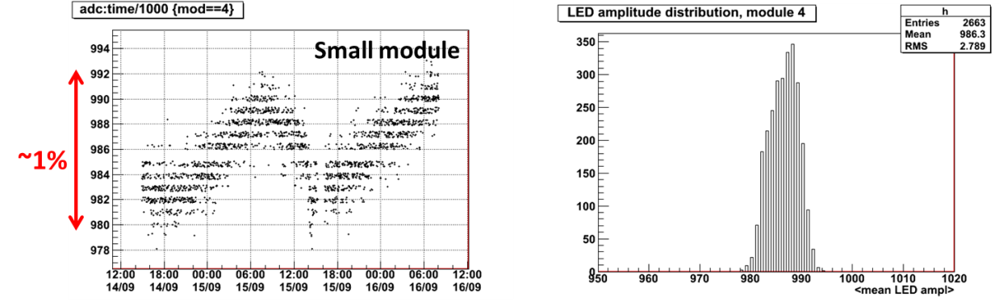 adc:time/1000 {mod==4}
Small module
~1%
994
992
990
988
986
984
982
980
978
12:00 18:00 00:00 06:00 12:00 18:00 00:00 06:00 12:00
14/09 14/09 15/09 15/09 15/09 15/09 16/09 16/09 16/09
LED amplitude distribution, module 4
h
Entries 2663
Mean 986.3
RMS 2.789
350
300
250
200
150
100
50
0
950 960 970 980 990 1000 1010 1020
<mean LED ampl>